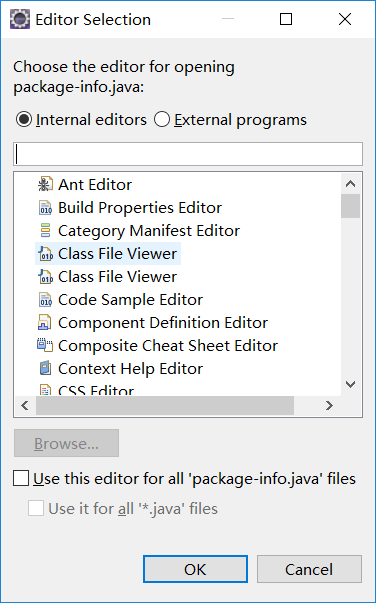 Editor Selection
Choose the editor for opening
package-info.java:
Internal editors External programs
Ant Editor
Build Properties Editor
Category Manifest Editor
Class File Viewer
Class File Viewer
Code Sample Editor
Component Definition Editor
Composite Cheat Sheet Editor
Context Help Editor
CSS Editor
Browse...
Use this editor for all 'package-info.java' files
Use it for all '*.java' files
OK Cancel